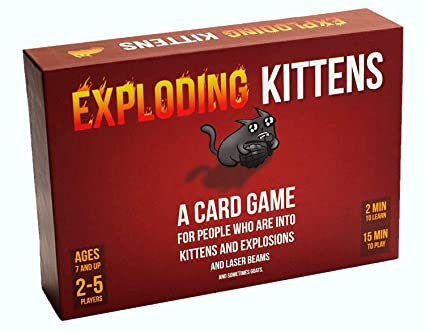 EXPLODING KITTENS
EXPLODING KITTENS
A CARD GAME
FOR PEOPLE WHO ARE INTO
KITTENS AND EXPLOSIONS
AND LASER BEAMS
AND SOMETIMES GOATS.
AGES
7 AND UP
2-5
PLAYERS
2 MIN
TO LEARN
15 MIN
TO PLAY